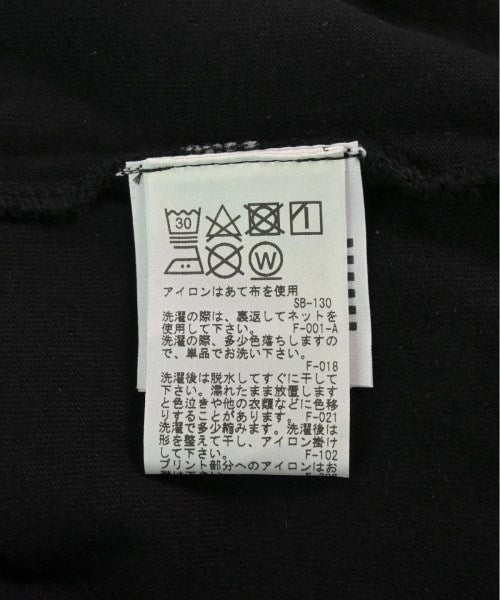 30
W
アイロンはあて布を使用
SB-130
洗濯の際は、裏返してネットを
使用して下さい。 F-001-A
洗濯の際、多少色落ちしますの
で、単品でお洗い下さい。
F-018
洗濯後は脱水してすぐに干して
下さい。濡れたまま放置します
と色泣きや他の衣類などに色移
りすることがあります。 F-021
洗濯で多少縮みます。洗濯後は
形を整えて干し、アイロン掛け
して下さい。 F-102
プリント部分へのアイロンはお